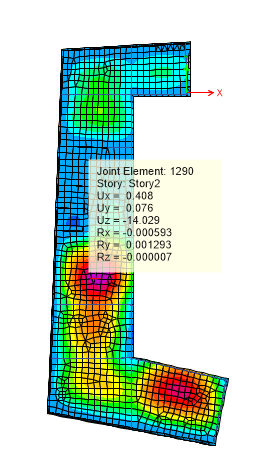 X
Joint Element: 1290
Story: Story2
Ux = 0.408
Uy = 0.076
Uz = -14.029
Rx = -0.000593
Ry = 0.001293
Rz = -0.000007